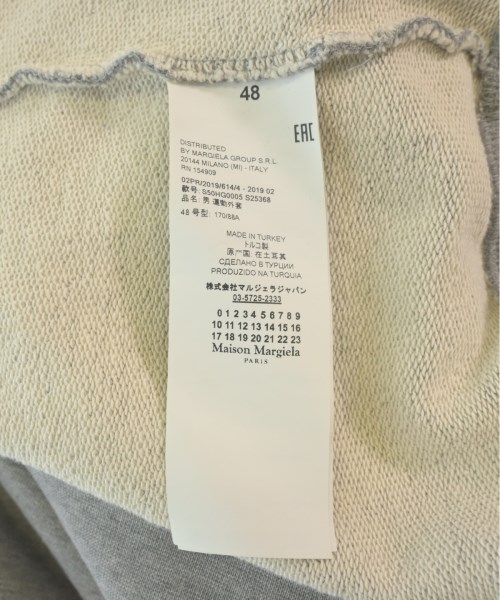 48
EAC
DISTRIBUTED
BY MARGIELA GROUP S.R.L
20144 MILANO (MI) - ITALY
RN 154909
02PR/2019/614/4 - 2019 02
款号: S50HG0005 S25368
品名: 男 運動外套
48 号型: 170/88A
MADE IN TURKEY
トルコ製
原产国: 在土耳其
СДЕЛАНО В ТУРЦИИ
PRODUZIDO NA TURQUIA
株式会社マルジェラジャパン
03-5725-2333
0 1 2 3 4 5 6 7 8 9
10 11 12 13 14 15 16
17 18 19 20 21 22 23
Maison Margiela
PARIS